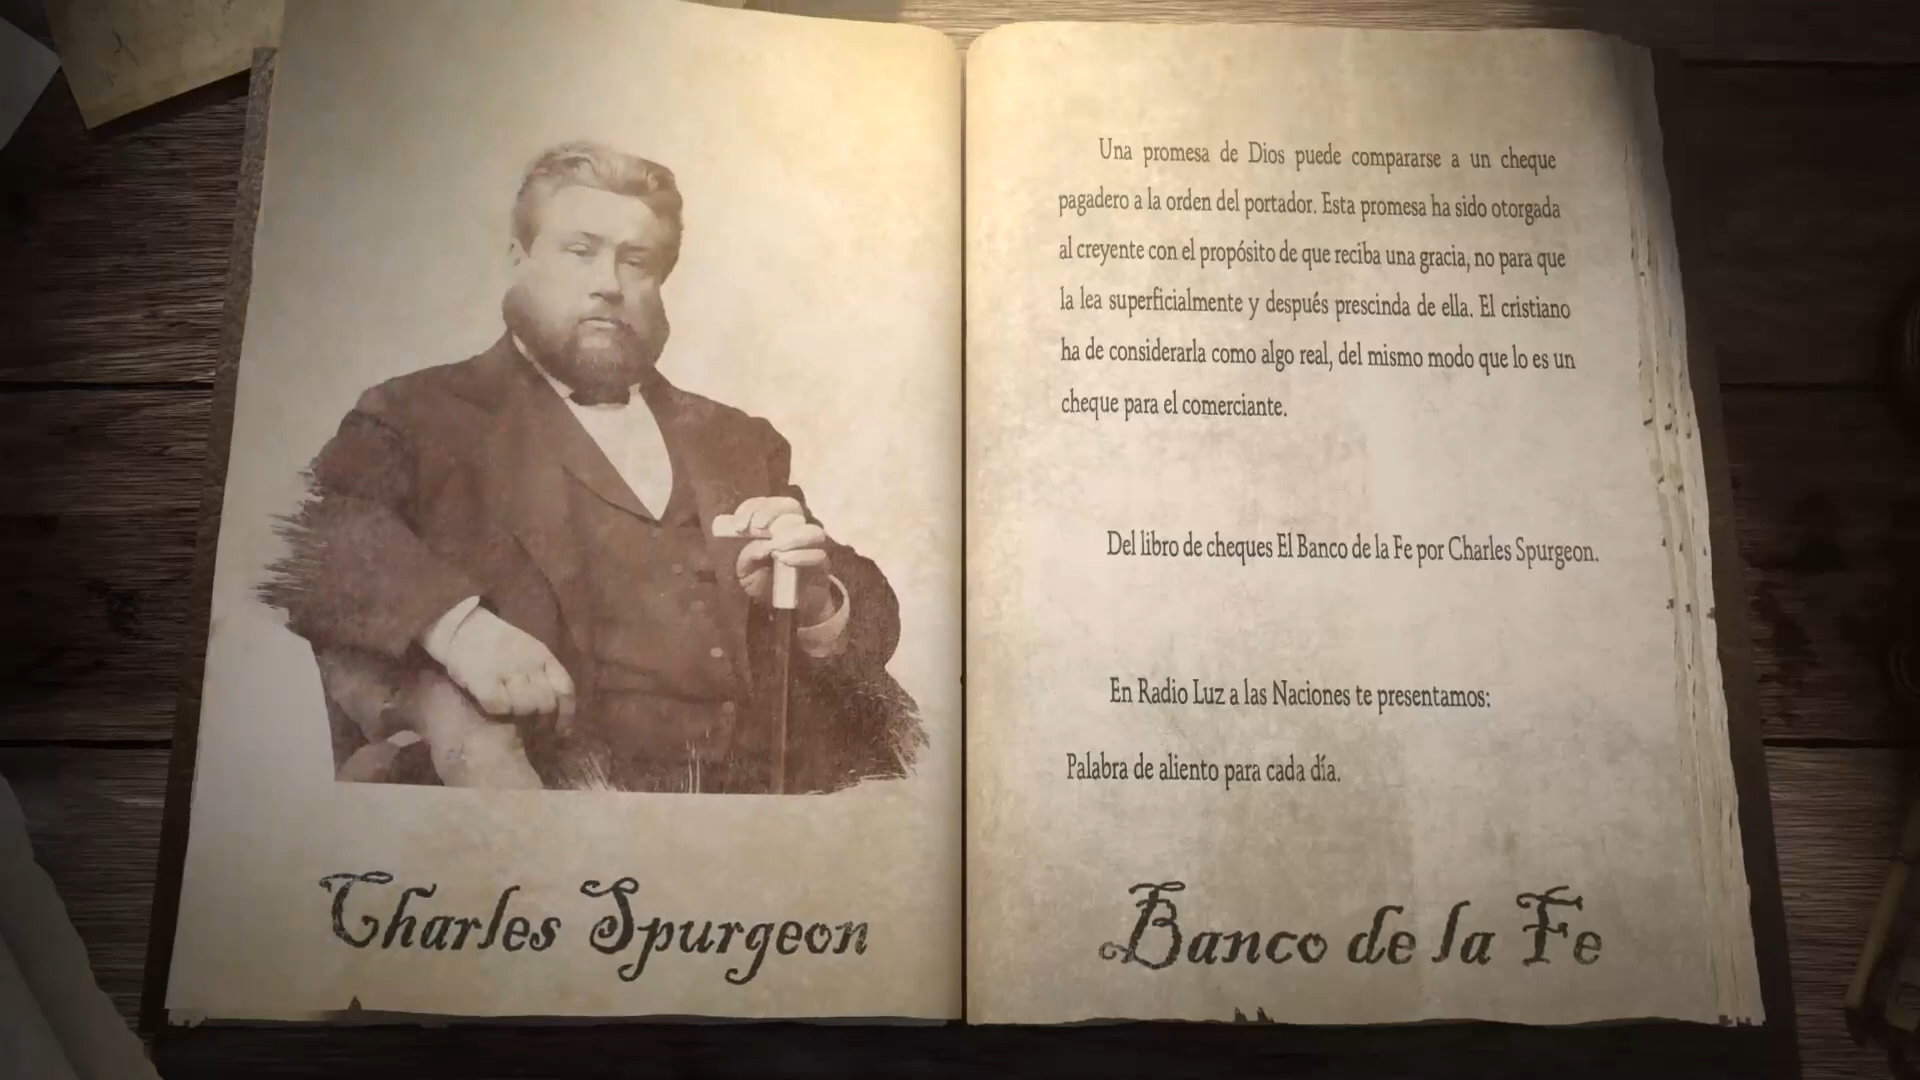 Charles Spurgeon
Una promesa de Dios puede compararse a un cheque
pagadero a la orden del portador. Esta promesa ha sido otorgada
al creyente con el propósito de que reciba una gracia, no para que
la lea superficialmente y después prescinda de ella. El cristiano
ha de considerarla como algo real, del mismo modo que lo es un
cheque para el comerciante.
Del libro de cheques El Banco de la Fe por Charles Spurgeon.
En Radio Luz a las Naciones te presentamos:
Palabra de aliento para cada día.
Banco de la Fe